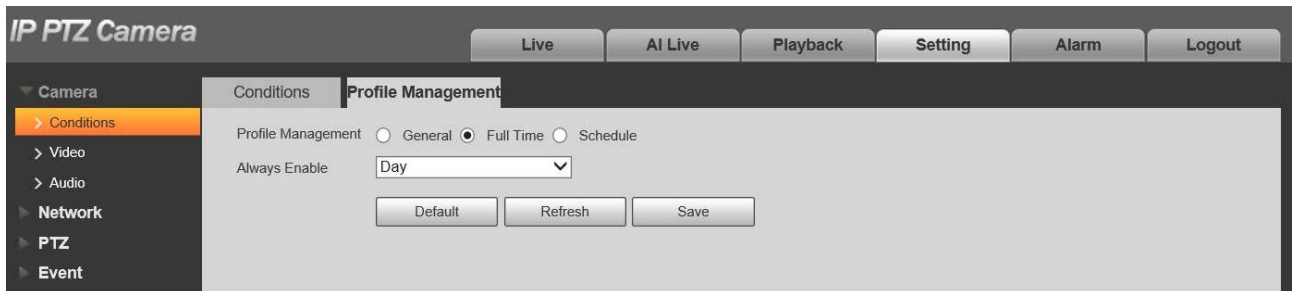 IP PTZ Camera
Live AI Live Playback Setting Alarm Logout
Camera
Conditions Profile Management
Conditions
Profile Management General Full Time Schedule
Video
Always Enable Day
Audio
Network
Default Refresh Save
PTZ
Event